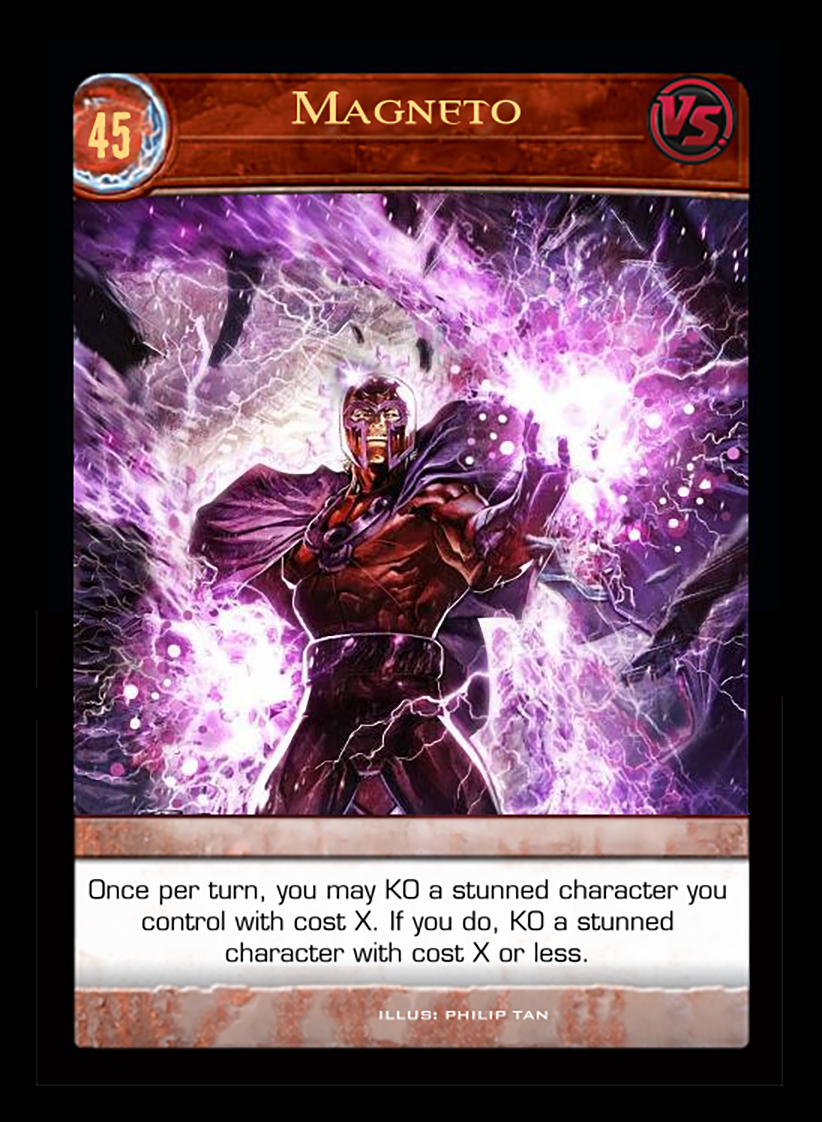 45
Magneto
VS.
Once per turn, you may KO a stunned character you
control with cost X. If you do, KO a stunned
character with cost X or less.
ILLUS: PHILIP TAN